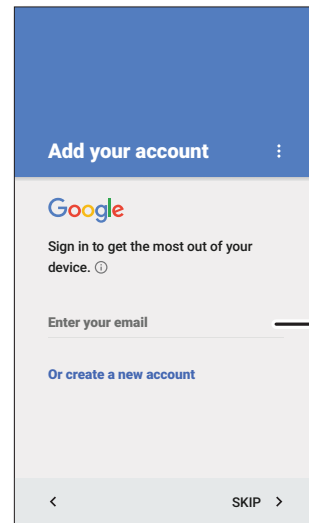 Add your account
Google
Sign in to get the most out of your
device.
Enter your email
Or create a new account
SKIP